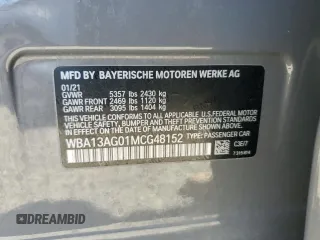 MFD BY BAYERISCHE MOTOREN WERKE AG
01/21
GVWR 5357 lbs 2430 kg
GAWR FRONT 2469 lbs 1120 kg
GAWR REAR 3095 lbs 1404 kg
THIS VEHICLE CONFORMS TO ALL APPLICABLE U.S. FEDERAL MOTOR
VEHICLE SAFETY, BUMPER, AND THEFT PREVENTION STANDARDS IN
EFFECT ON THE DATE OF MANUFACTURE SHOWN ABOVE.
WBA13AG01MCG48152 TYPE: PASSENGER CAR
DREAMBID